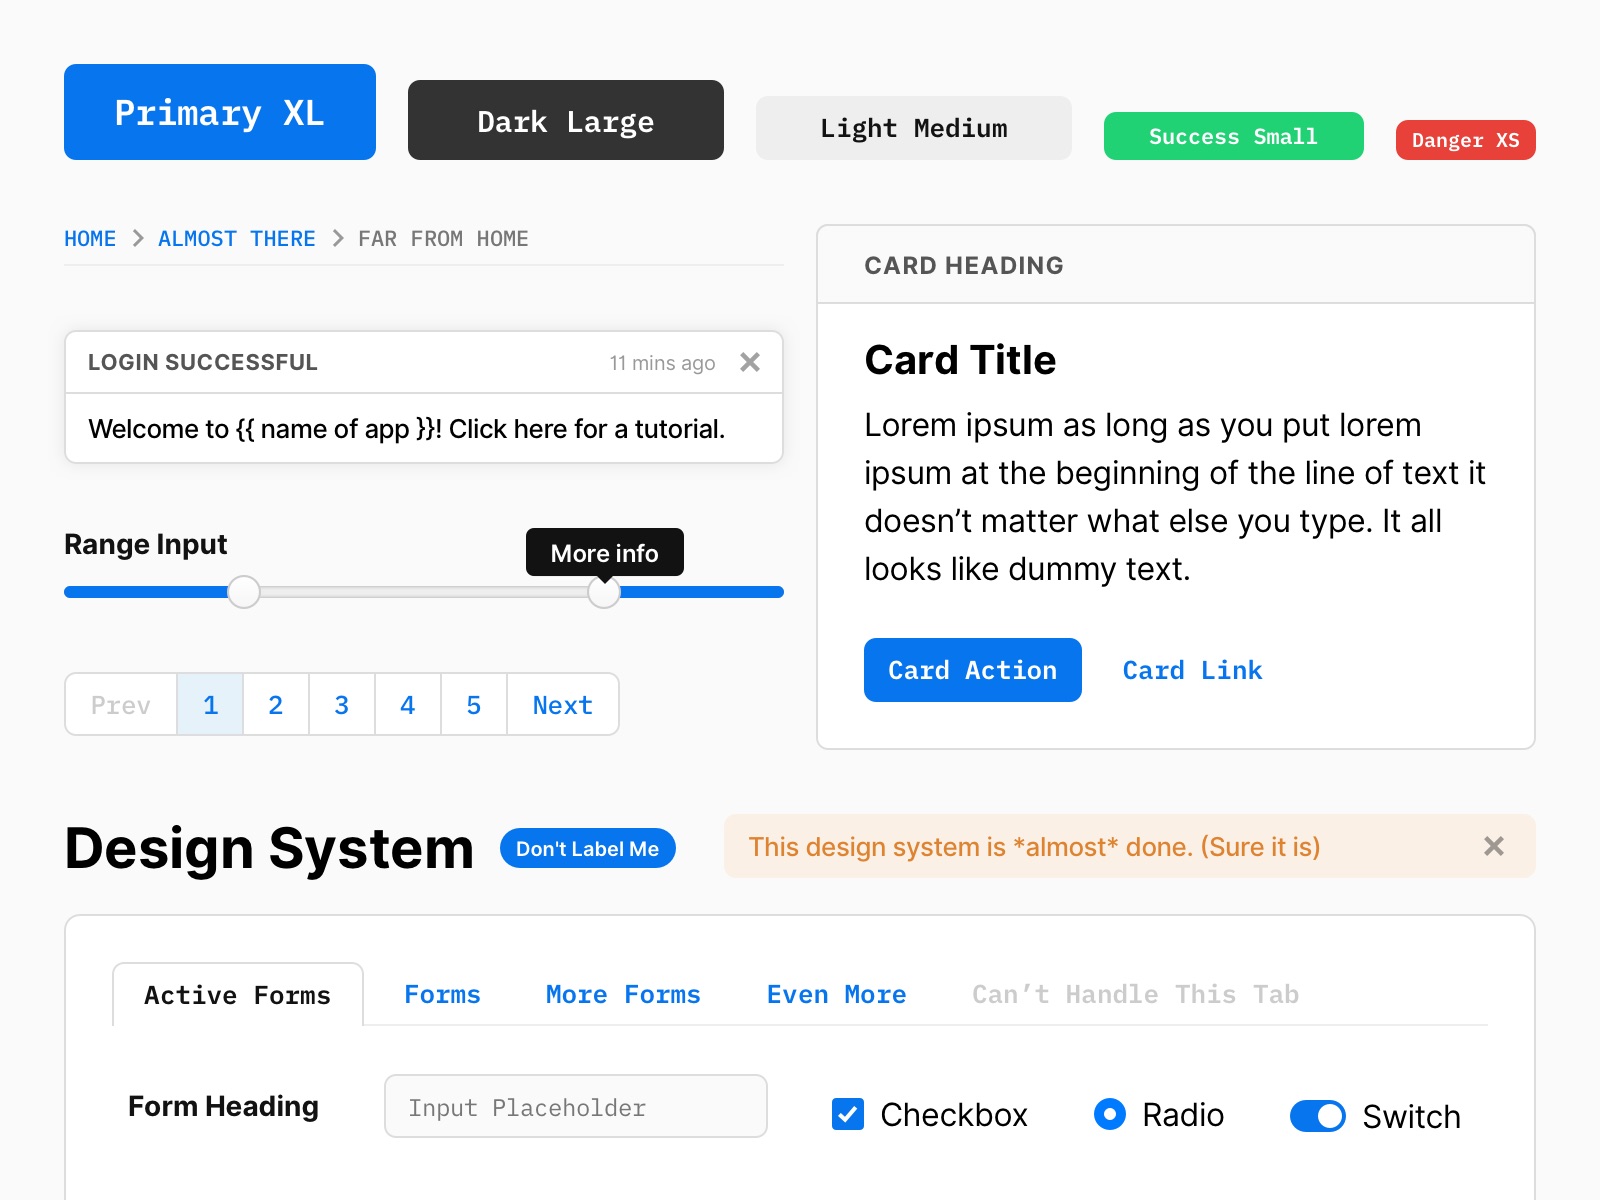 Primary XL
Dark Large
Light Medium
Success Small
Danger XS
HOME
ALMOST THERE
FAR FROM HOME
LOGIN SUCCESSFUL
11 mins ago
Welcome to {{ name of app }}! Click here for a tutorial.
Range Input
More info
Prev
1
2
3
4
5
Next
CARD HEADING
Card Title
Lorem ipsum as long as you put lorem
ipsum at the beginning of the line of text it
doesn’t matter what else you type. It all
looks like dummy text.
Card Action
Card Link
Design System
Don't Label Me
This design system is *almost* done. (Sure it is)
Active Forms
Forms
More Forms
Even More
Can’t Handle This Tab
Form Heading
Input Placeholder
Checkbox
Radio
Switch